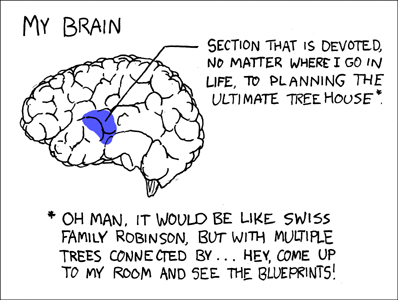 MY BRAIN
SECTION THAT IS DEVOTED,
NO MATTER WHERE I GO IN
LIFE, TO PLANNING THE
ULTIMATE TREE HOUSE*.
* OH MAN, IT WOULD BE LIKE SWISS
FAMILY ROBINSON, BUT WITH MULTIPLE
TREES CONNECTED BY... HEY, COME UP
TO MY ROOM AND SEE THE BLUEPRINTS!